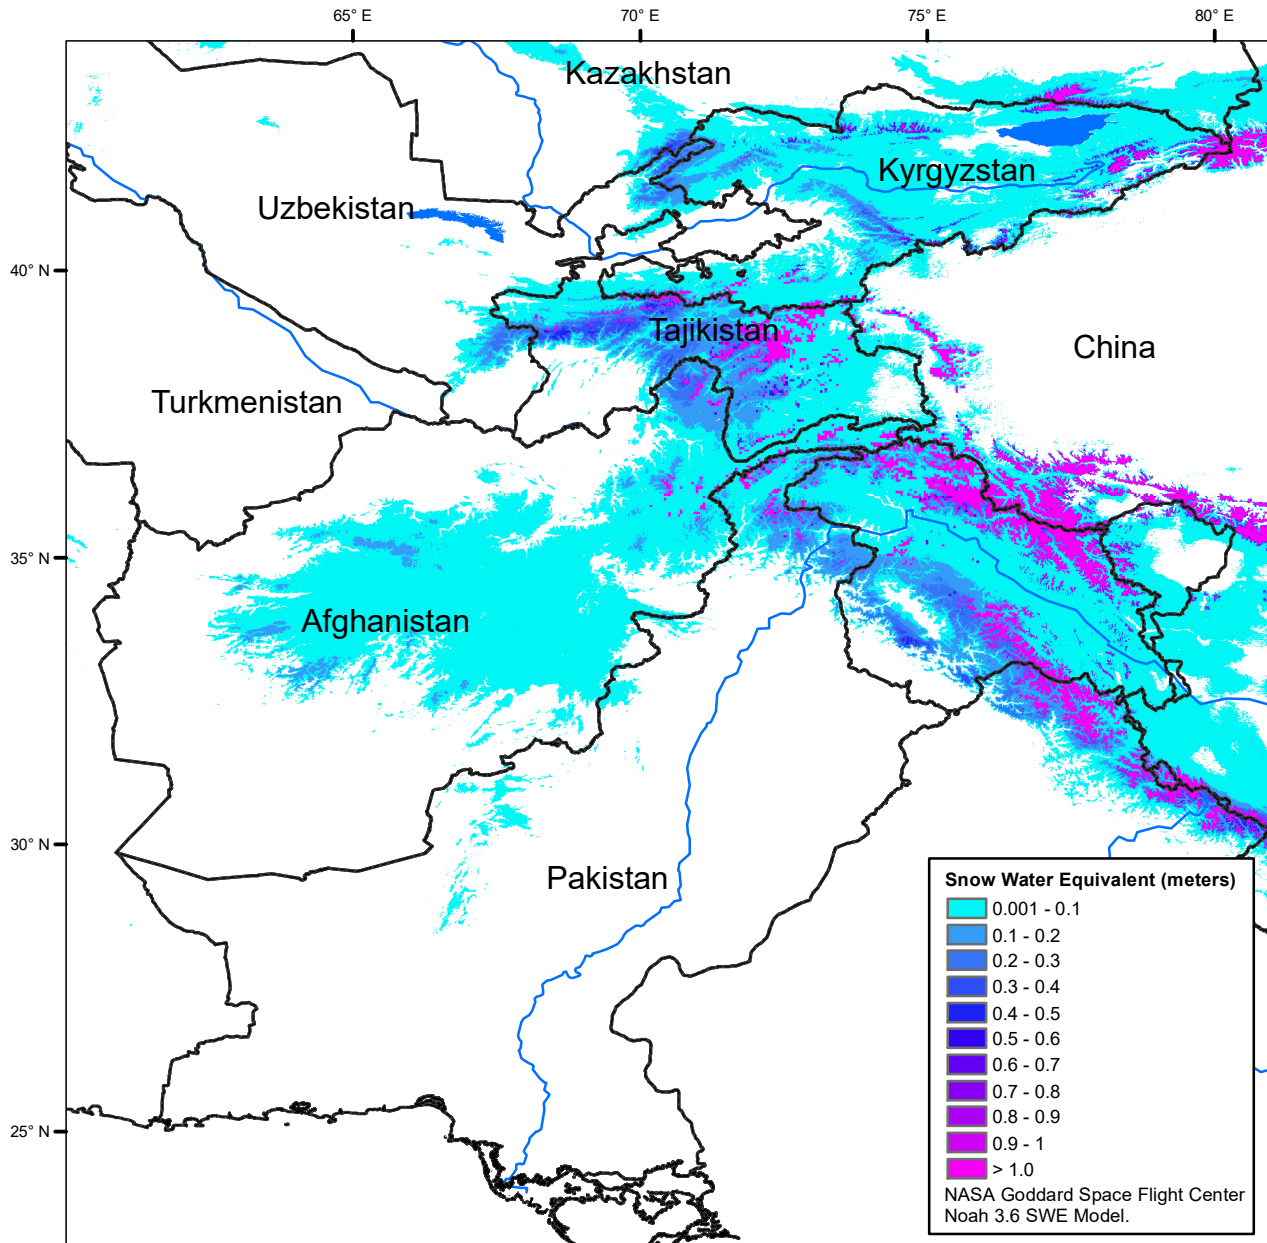 65° E
70° E
75° E
80° E
Kazakhstan
Kyrgyzstan
Uzbekistan
40° N
Tajikistan
China
Turkmenistan
35° N
Afghanistan
30° N
Pakistan
25° N
Snow Water Equivalent (meters)
0.001 - 0.1
0.1 - 0.2
0.2 - 0.3
0.3 - 0.4
0.4 - 0.5
0.5 - 0.6
0.6 - 0.7
0.7 - 0.8
0.8 - 0.9
0.9 - 1
> 1.0
NASA Goddard Space Flight Center
Noah 3.6 SWE Model.